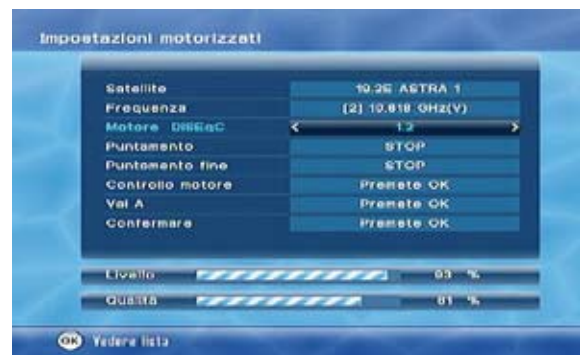 Impostazioni motorizzati
Satellite 19.2E ASTRA 1
Frequenza [2] 10.818 GHz(V)
Motore DiSEqC < 1.2 >
Puntamento STOP
Puntamento fine STOP
Controllo motore Premete OK
Vai A Premete OK
Confermare Premete OK
Livello 93 %
Qualità 81 %
OK Vedere lista